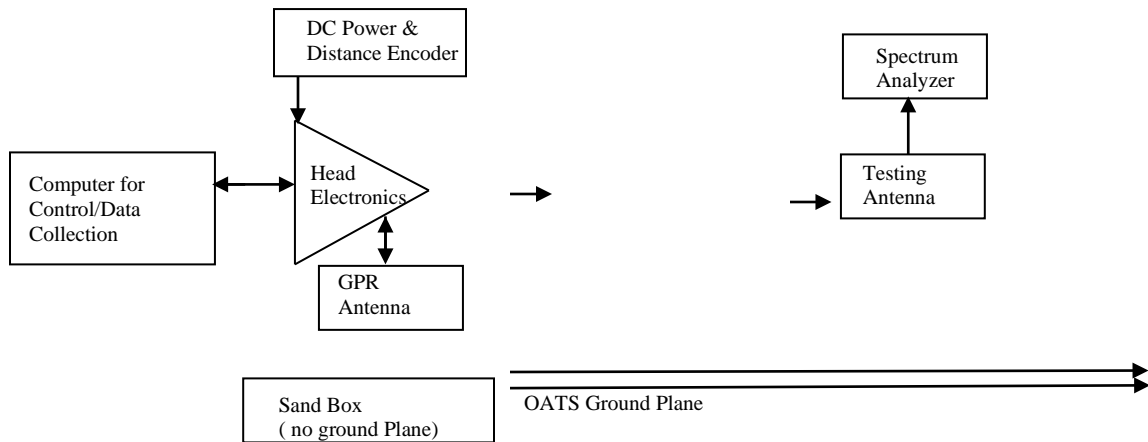 DC Power &
Distance Encoder
Spectrum
Analyzer
Computer for
Control/Data
Collection
Head
Electronics
Testing
Antenna
GPR
Antenna
Sand Box
( no ground Plane)
OATS Ground Plane